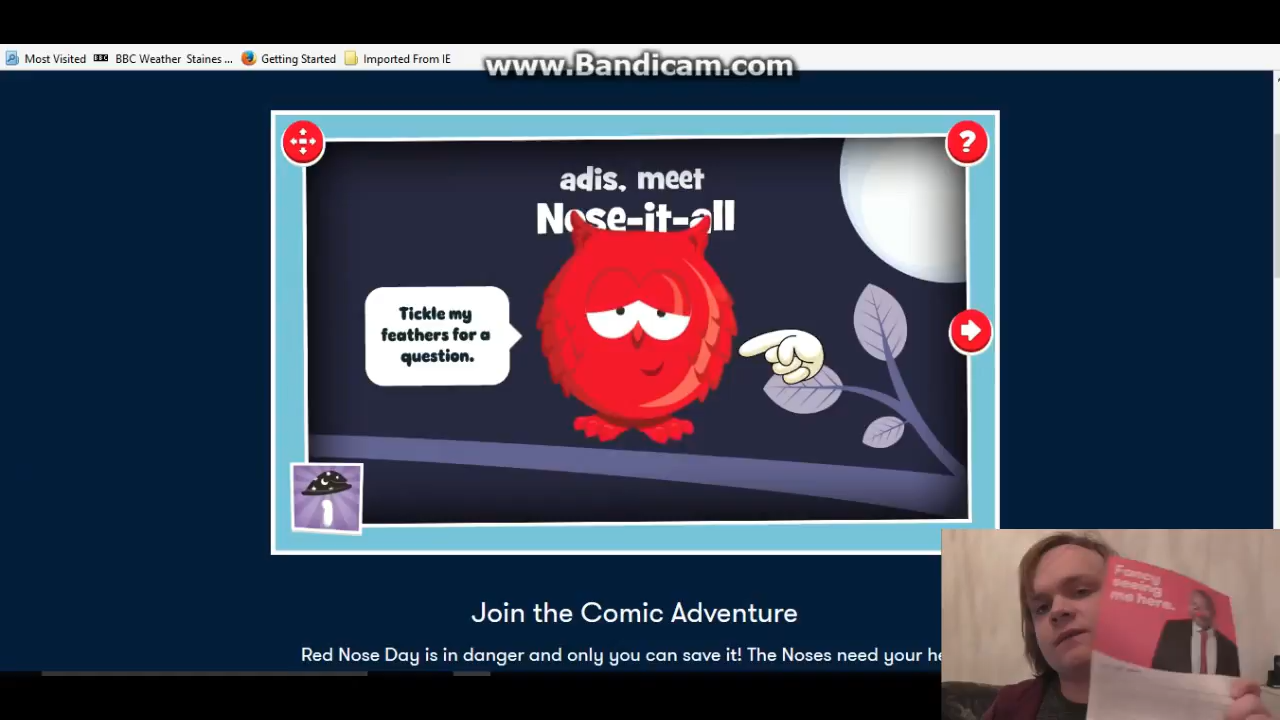 www.Bandicam.com
Most Visited BBC BBC Weather Staines ... Getting Started Imported From IE
?
adis, meet
Nose-it-all
Tickle my
feathers for a
question.
1
Join the Comic Adventure
Red Nose Day is in danger and only you can save it! The Noses need your he
Fancy
seeing
me here.